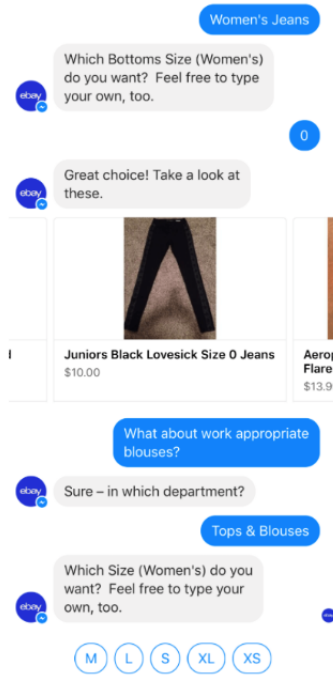 Women's Jeans
Which Bottoms Size (Women's)
do you want?  Feel free to type
your own, too.
ebay
0
Great choice! Take a look at
these.
ebay
Juniors Black Lovesick Size 0 Jeans
$10.00
Flare
$13.9
What about work appropriate
blouses?
Sure – in which department?
ebay
Tops & Blouses
Which Size (Women's) do you
want?  Feel free to type your
own, too.
ebay
ebay
M
L
S
XL
XS